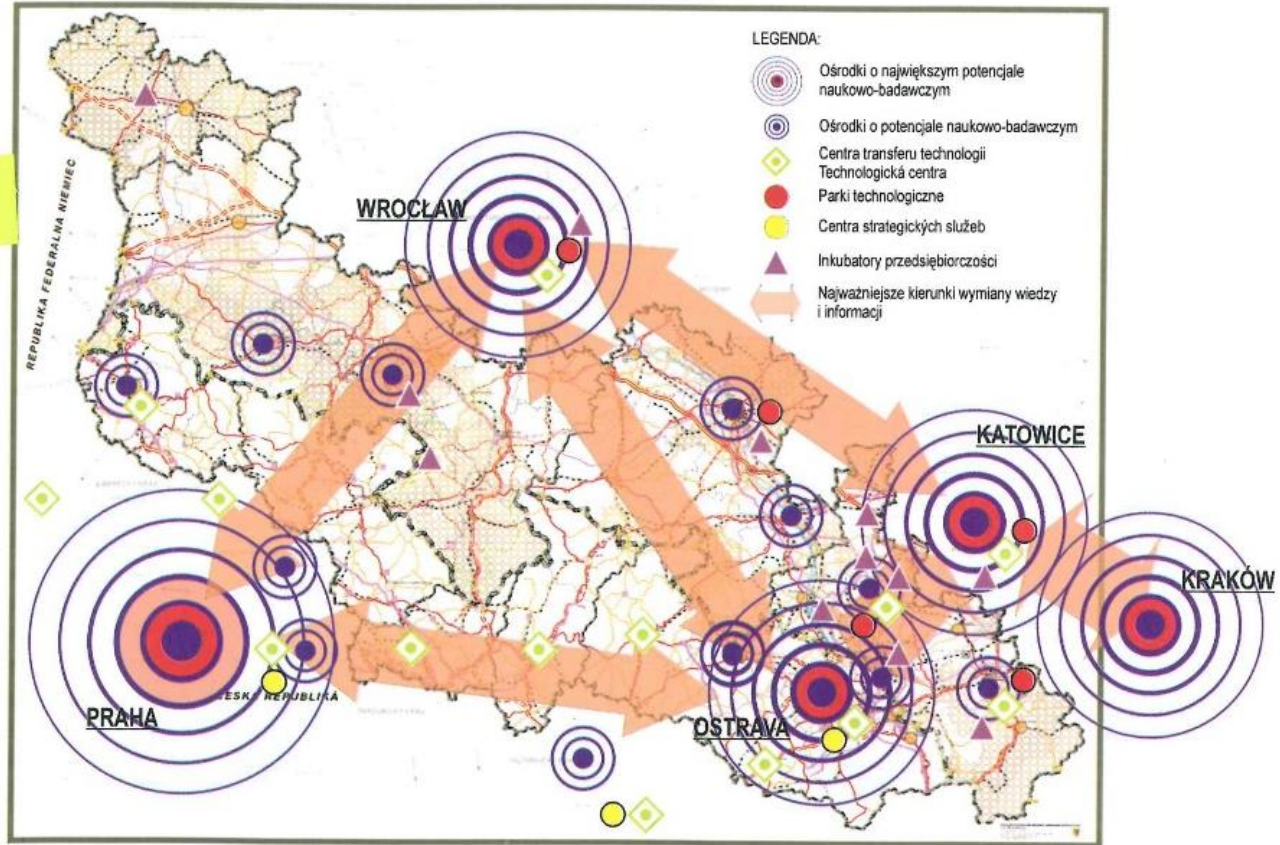 LEGENDA:
Ośrodki o największym potencjale
naukowo-badawczym
Ośrodki o potencjale naukowo-badawczym
Centra transferu technologii
Technologická centra
Parki technologiczne
Centra strategických služeb
Inkubatory przedsiębiorczości
Najważniejsze kierunki wymiany wiedzy
i informacji
REPUBLIKA FEDERALNA NIEMIEC
WROCŁAW
KATOWICE
KRAKÓW
PRAHA
ESKÁ REPUBLIKA
OSTRAVA